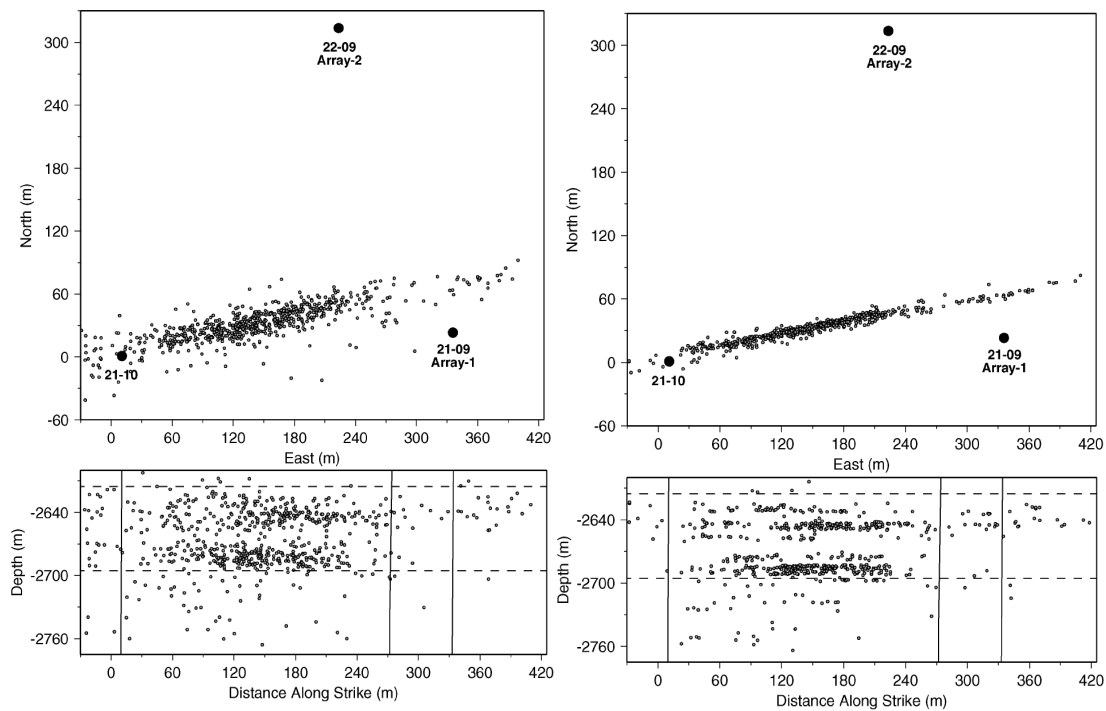 300
240
180
120
60
0
-60
North (m)
22-09
Array-2
21-10
21-09
Array-1
0 60 120 180 240 300 360 420
East (m)
-2640
-2700
-2760
Depth (m)
0 60 120 180 240 300 360 420
Distance Along Strike (m)
300
240
180
120
60
0
-60
North (m)
22-09
Array-2
21-10
21-09
Array-1
0 60 120 180 240 300 360 420
East (m)
-2640
-2700
-2760
Depth (m)
0 60 120 180 240 300 360 420
Distance Along Strike (m)